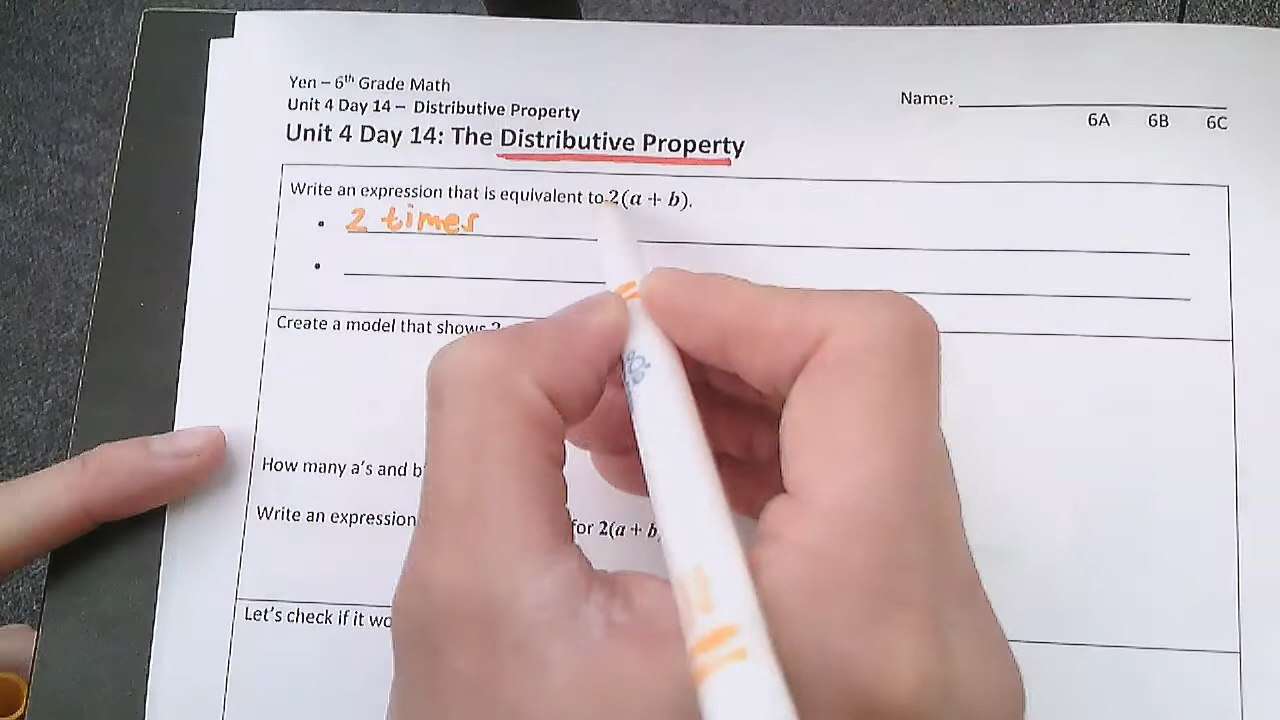 Yen – 6th Grade Math
Unit 4 Day 14 – Distributive Property
Name: ____________
6A 6B 6C
Unit 4 Day 14: The Distributive Property
Write an expression that is equivalent to 2(a + b).
• 2 times
•
Create a model that shows
How many a's and b'
Write an expression for 2(a + b
Let's check if it wo